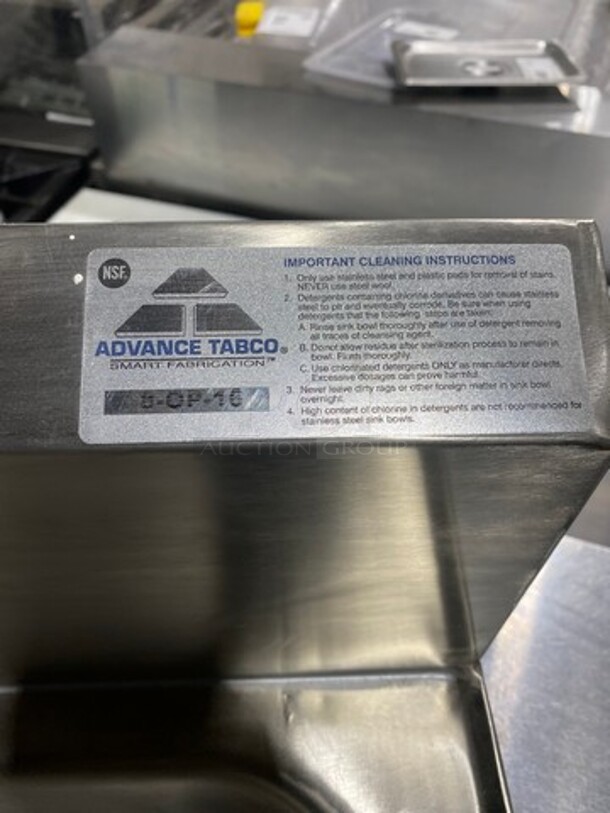 NSF.
ADVANCE TABCO®
SMART FABRICATION™
IMPORTANT CLEANING INSTRUCTIONS
1. Only use stainless steel and plastic pads for removal of stains.
NEVER use steel wool.
2. Detergents containing chlorine derivatives can cause stainless
steel to pit and eventually corrode. Be sure when using
detergents that the following steps are taken:
A. Rinse sink bowl thoroughly after use of detergent removing
all traces of cleansing agent.
B. Do not allow residue after sterilization process to remain in
bowl. Flush thoroughly.
C. Use chlorinated detergents ONLY as manufacturer directs.
Excessive dosages can prove harmful.
3. Never leave dirty rags or other foreign matter in sink bowl
overnight.
4. High content of chlorine in detergents are not recommended for
stainless steel sink bowls.
AUCTION GROUP